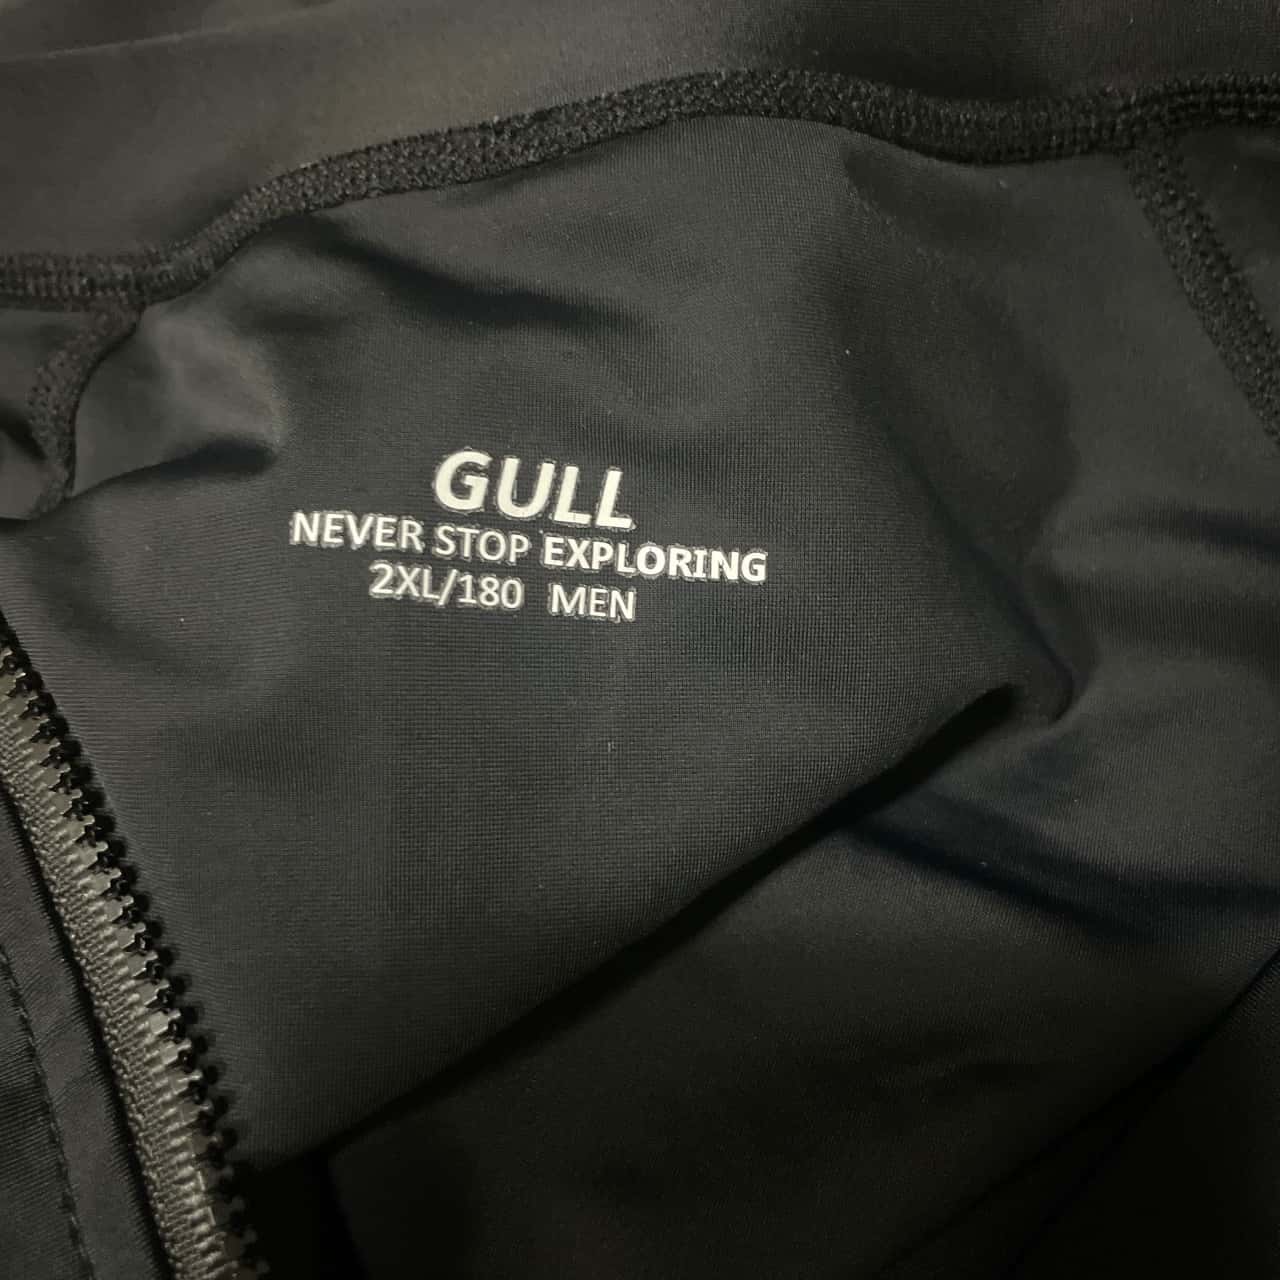 GULL
NEVER STOP EXPLORING
2XL/180 MEN